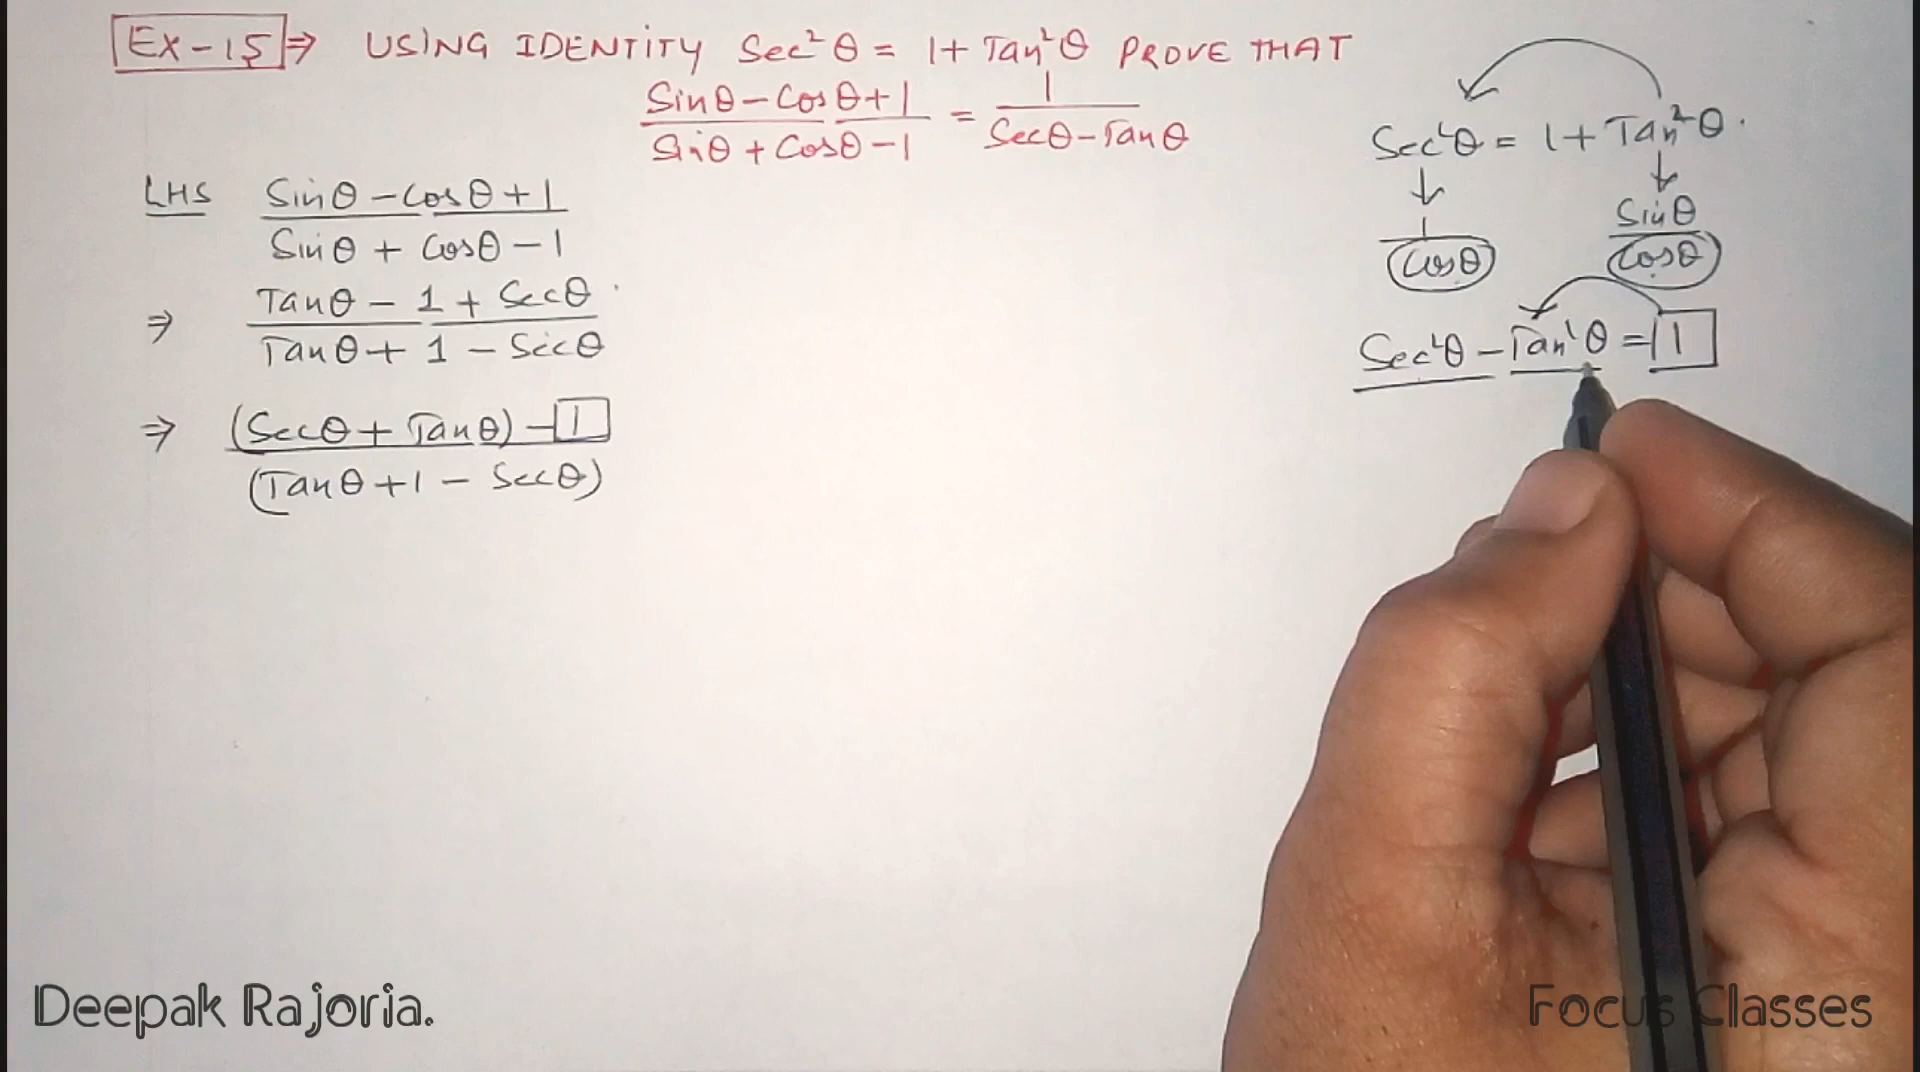 EX-15 ⇒ USING IDENTITY Sec²θ = 1 + Tan²θ PROVE THAT
Sinθ - Cosθ + 1 / Sinθ + Cosθ - 1 = 1 / Secθ - Tanθ
LHS Sinθ - Cosθ + 1
Sinθ + Cosθ - 1
⇒ Tanθ - 1 + Secθ
Tanθ + 1 - Secθ
⇒ (Secθ + Tanθ) - 1
(Tanθ + 1 - Secθ)
Sec²θ = 1 + Tan²θ
↓ ↓
1 Sinθ
Cosθ Cosθ
Sec²θ - Tan²θ = 1
Deepak Rajoria.
Focus Classes